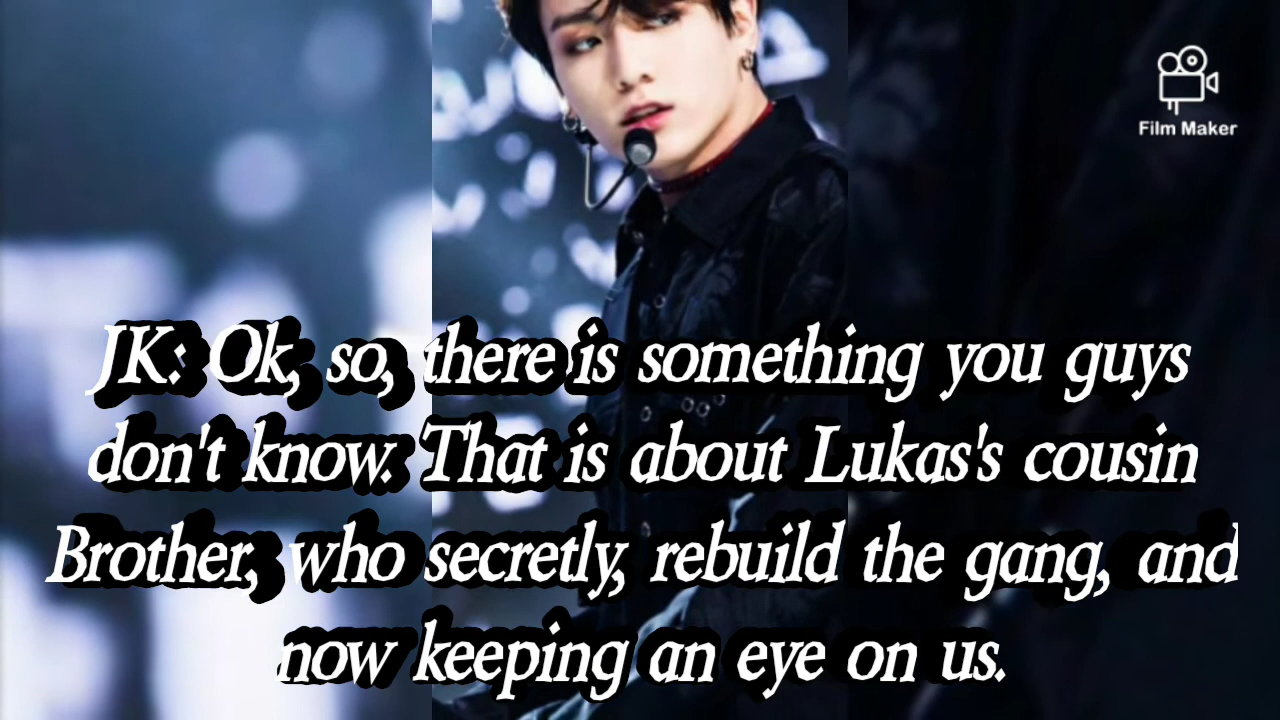 Film Maker
JK: Ok, so, there is something you guys
don't know. That is about Lukas's cousin
Brother, who secretly, rebuild the gang, and
now keeping an eye on us.